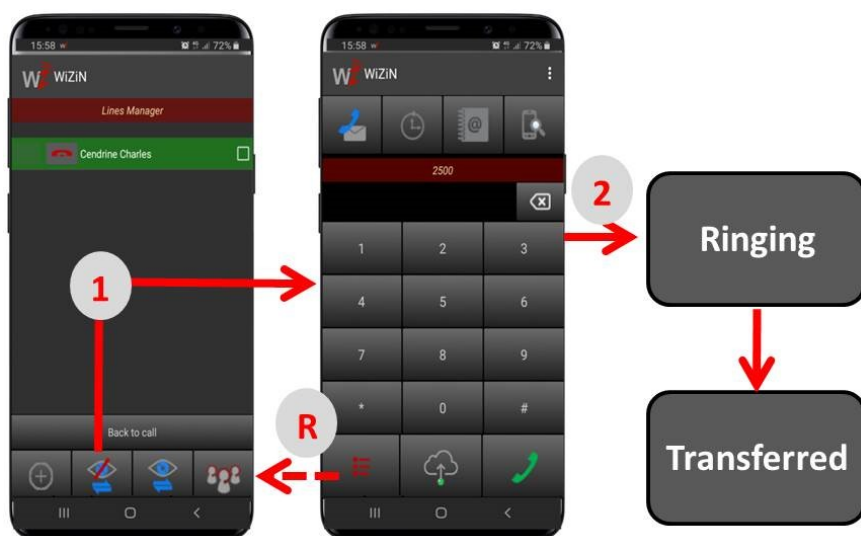 15:58 W 72%
WiZiN
Lines Manager
Cendrine Charles
Back to call
1
15:58 W 72%
WiZiN
@
2500
1 2 3
4 5 6
7 8 9
* 0 #
R
2
Ringing
Transferred